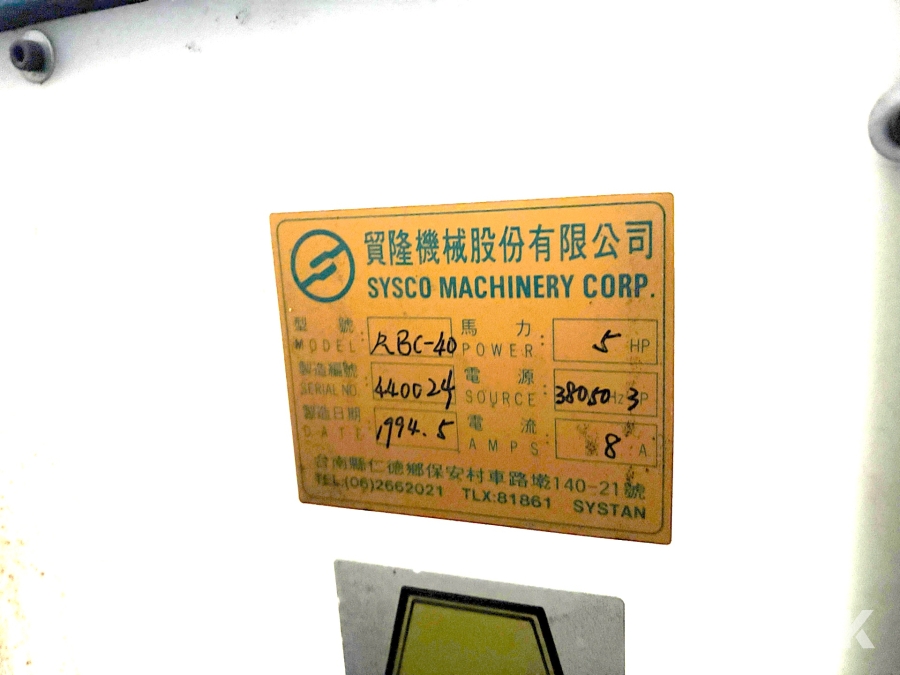 貿隆機械股份有限公司
SYSCO MACHINERY CORP.
型號: RBC-40 馬力: 5 HP
MODEL POWER
製造編號: 440024 電源: 380 50 Hz 3 P
SERIAL NO. SOURCE
製造日期: 1994.5 電流: 8 A
DATE AMPS
台南縣仁德鄉保安村車路墘140-21號
TEL:(06)2662021 TLX:81861 SYSTAN
K